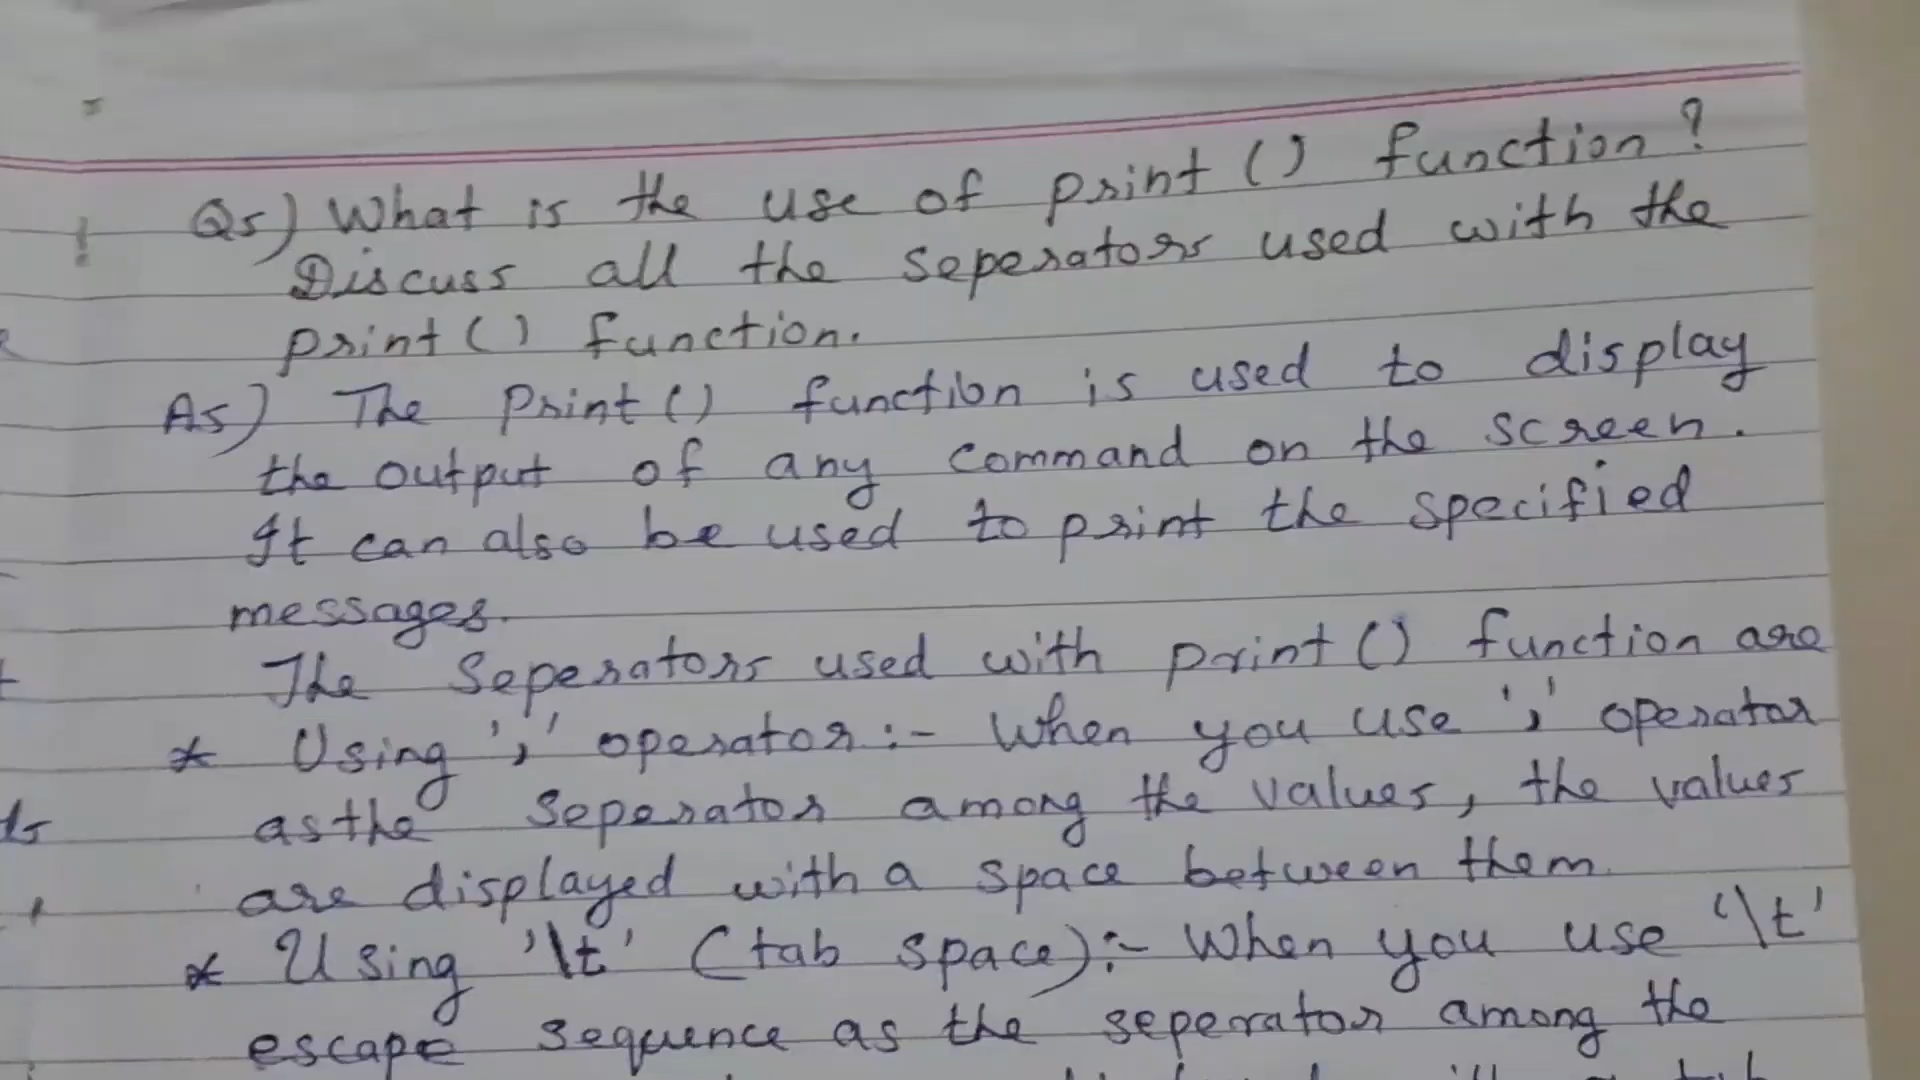 Q5) What is the use of print () function?
Discuss all the seperators used with the
print () function.
A5) The print () function is used to display
the output of any command on the screen.
It can also be used to print the specified
messages.
The Seperators used with print () function are
* Using ',' operator :- When you use ',' operator
as the seperator among the values, the values
are displayed with a space between them.
* Using '\t' (tab space):- When you use '\t'
escape sequence as the seperator among the